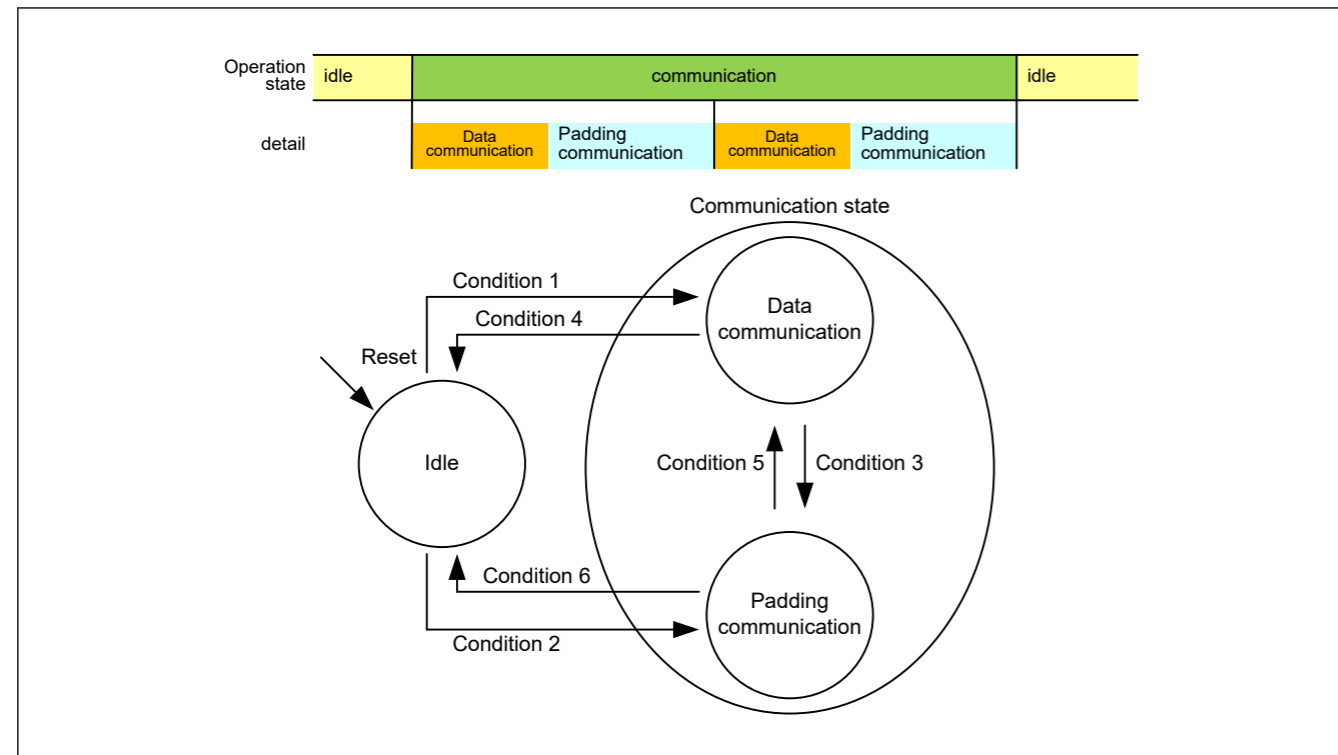 Operation
state
idle
communication
idle
detail
Data
communication
Padding
communication
Data
communication
Padding
communication
Communication state
Condition 1
Data
communication
Condition 4
Reset
Idle
Condition 5
Condition 3
Condition 6
Padding
communication
Condition 2